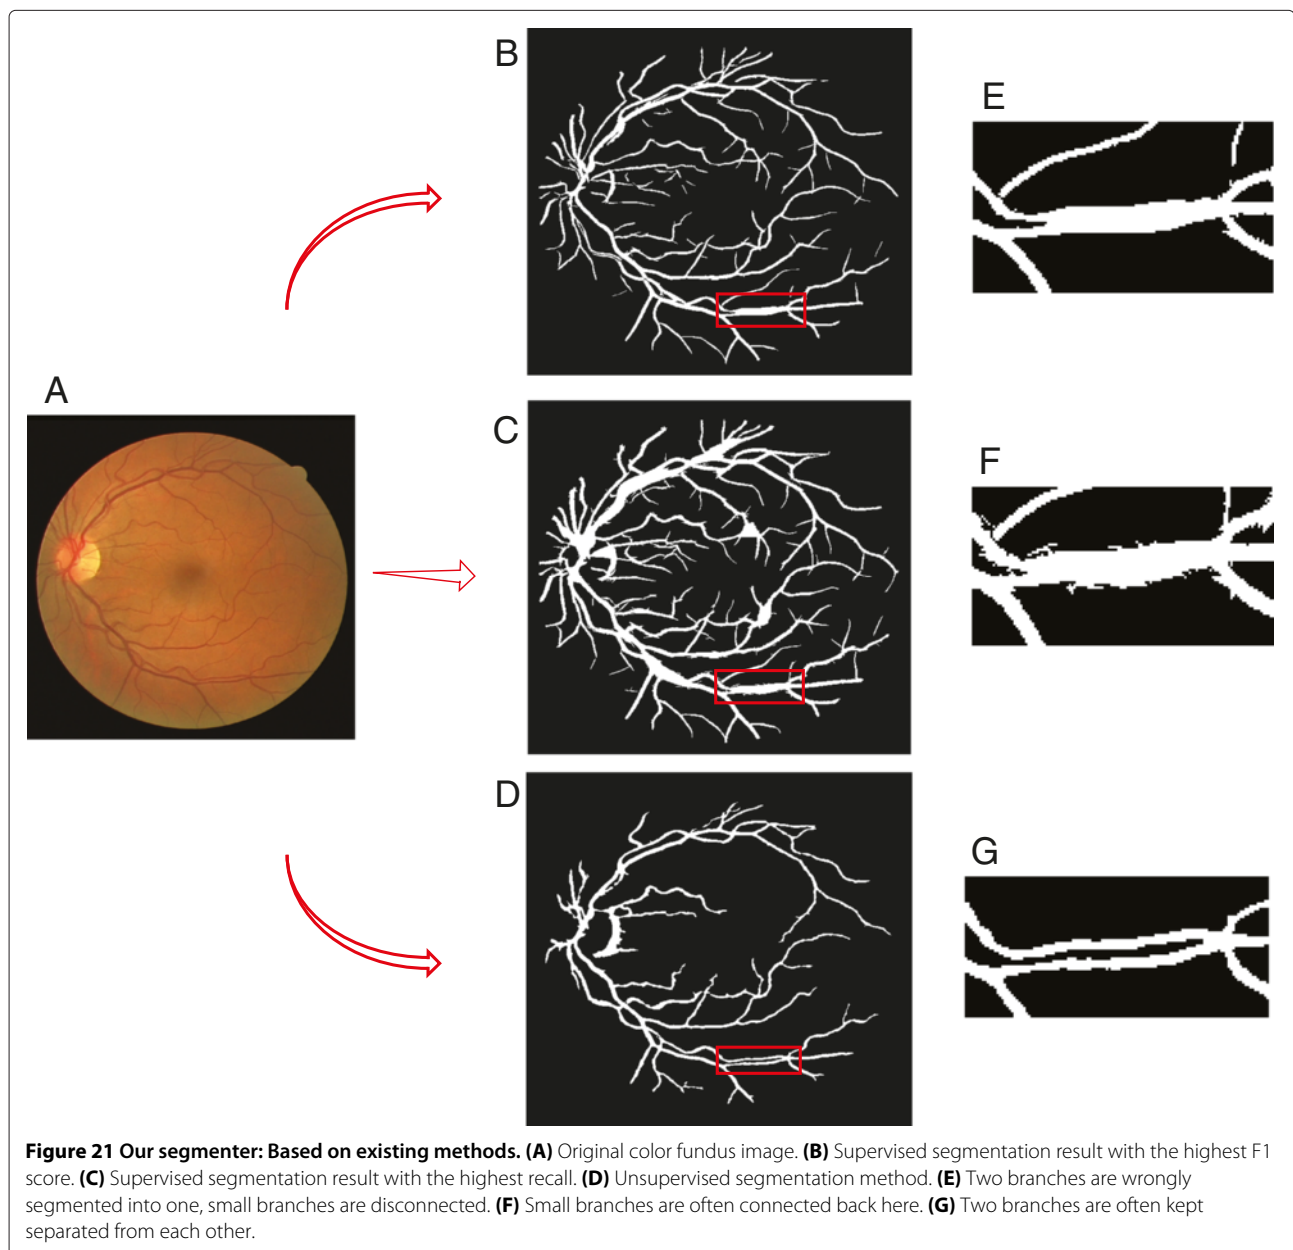 B
E
A
C
F
D
G
Figure 21 Our segmenter: Based on existing methods. (A) Original color fundus image. (B) Supervised segmentation result with the highest F1
score. (C) Supervised segmentation result with the highest recall. (D) Unsupervised segmentation method. (E) Two branches are wrongly
segmented into one, small branches are disconnected. (F) Small branches are often connected back here. (G) Two branches are often kept
separated from each other.